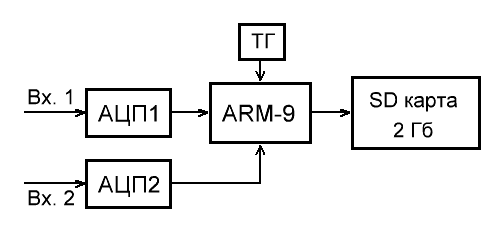 ТГ
Вх. 1
АЦП1
ARM-9
SD карта
2 Гб
АЦП2
Вх. 2